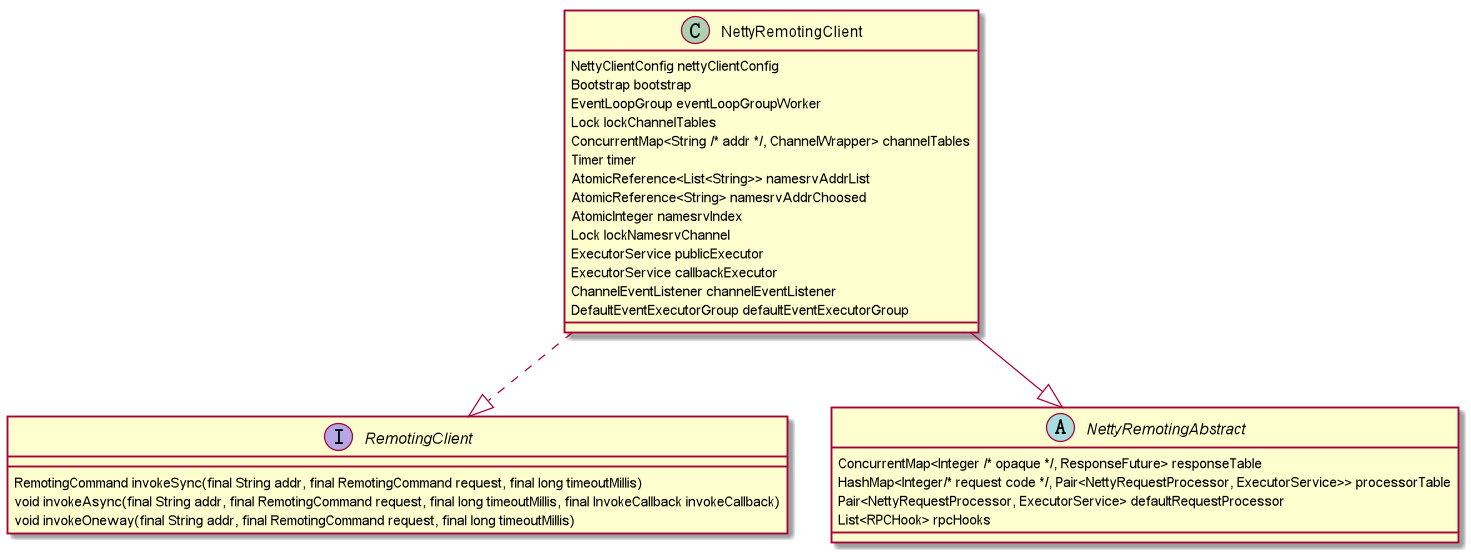 C NettyRemotingClient
NettyClientConfig nettyClientConfig
Bootstrap bootstrap
EventLoopGroup eventLoopGroupWorker
Lock lockChannelTables
ConcurrentMap<String /* addr */, ChannelWrapper> channelTables
Timer timer
AtomicReference<List<String>> namesrvAddrList
AtomicReference<String> namesrvAddrChoosed
AtomicInteger namesrvIndex
Lock lockNamesrvChannel
ExecutorService publicExecutor
ExecutorService callbackExecutor
ChannelEventListener channelEventListener
DefaultEventExecutorGroup defaultEventExecutorGroup
I RemotingClient
RemotingCommand invokeSync(final String addr, final RemotingCommand request, final long timeoutMillis)
void invokeAsync(final String addr, final RemotingCommand request, final long timeoutMillis, final InvokeCallback invokeCallback)
void invokeOneway(final String addr, final RemotingCommand request, final long timeoutMillis)
A NettyRemotingAbstract
ConcurrentMap<Integer /* opaque */, ResponseFuture> responseTable
HashMap<Integer/* request code */, Pair<NettyRequestProcessor, ExecutorService>> processorTable
Pair<NettyRequestProcessor, ExecutorService> defaultRequestProcessor
List<RPCHook> rpcHooks